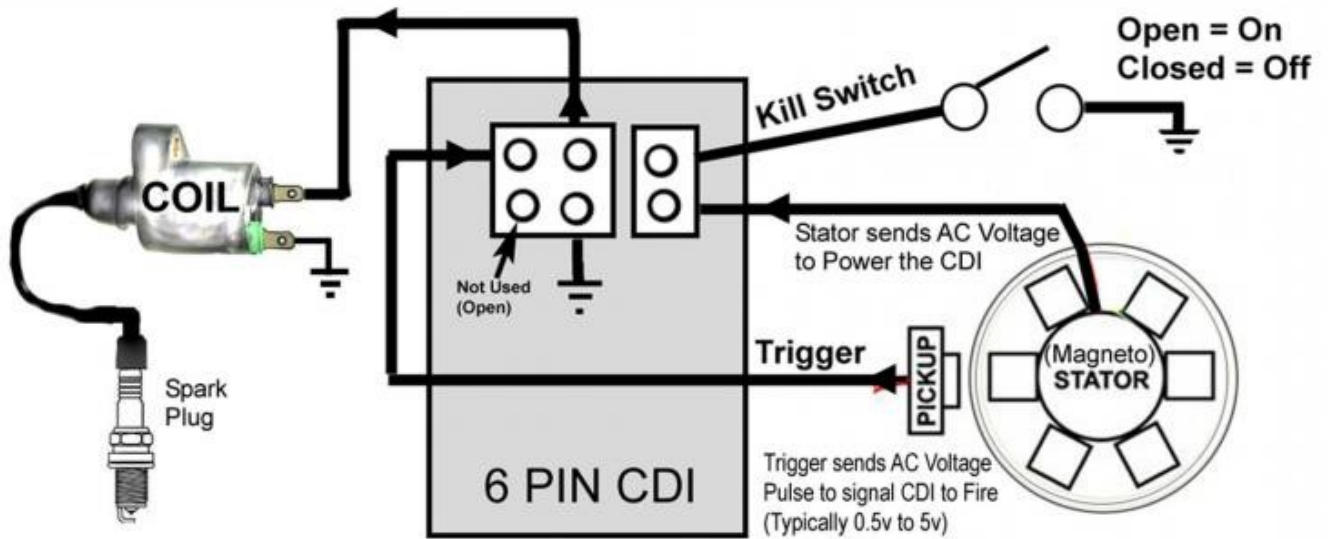 Open = On
Closed = Off
Kill Switch
COIL
Stator sends AC Voltage
to Power the CDI
Not Used
(Open)
Trigger
PICKUP
(Magneto)
STATOR
Spark
Plug
6 PIN CDI
Trigger sends AC Voltage
Pulse to signal CDI to Fire
(Typically 0.5v to 5v)